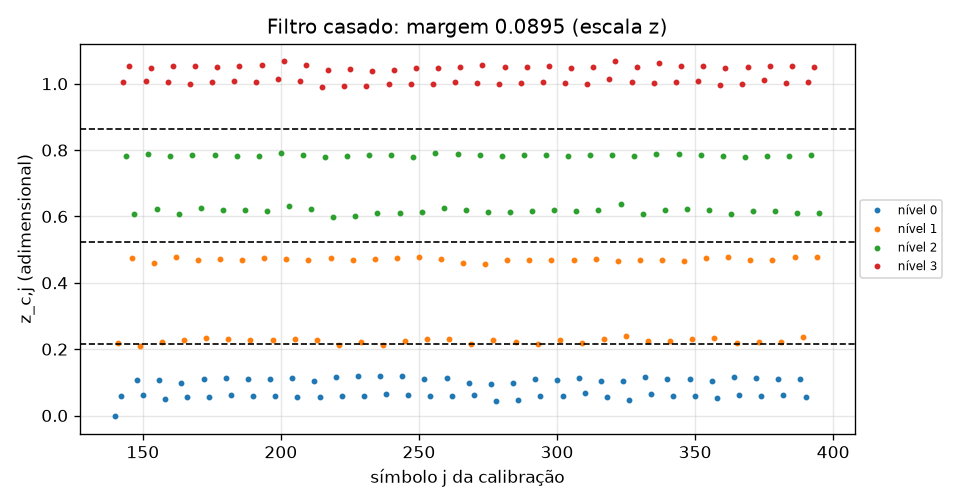 Filtro casado: margem 0.0895 (escala z)
z_c,j (adimensional)
1.0
0.8
0.6
0.4
0.2
0.0
150
200
250
300
350
400
símbolo j da calibração
nível 0
nível 1
nível 2
nível 3